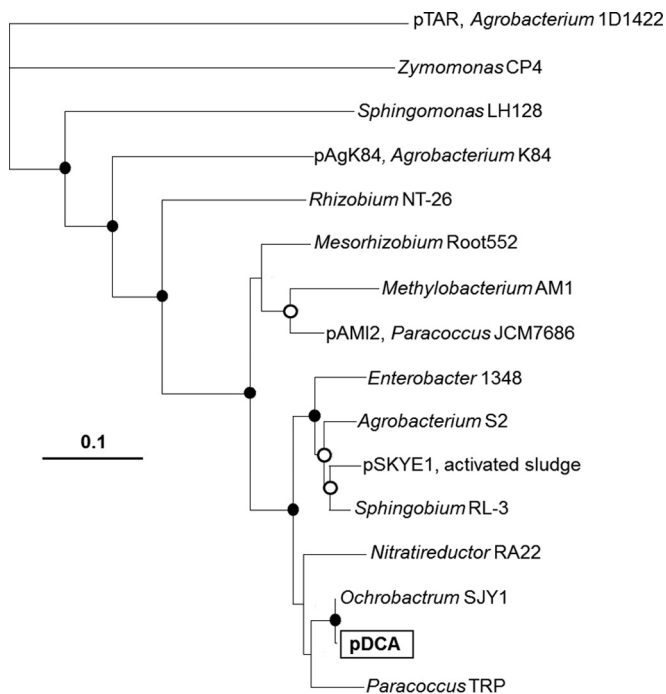 pTAR, Agrobacterium 1D1422
Zymomonas CP4
Sphingomonas LH128
pAgK84, Agrobacterium K84
Rhizobium NT-26
Mesorhizobium Root552
Methylobacterium AM1
pAMI2, Paracoccus JCM7686
Enterobacter 1348
Agrobacterium S2
0.1
pSKYE1, activated sludge
Sphingobium RL-3
Nitratireductor RA22
Ochrobactrum SJY1
pDCA
Paracoccus TRP